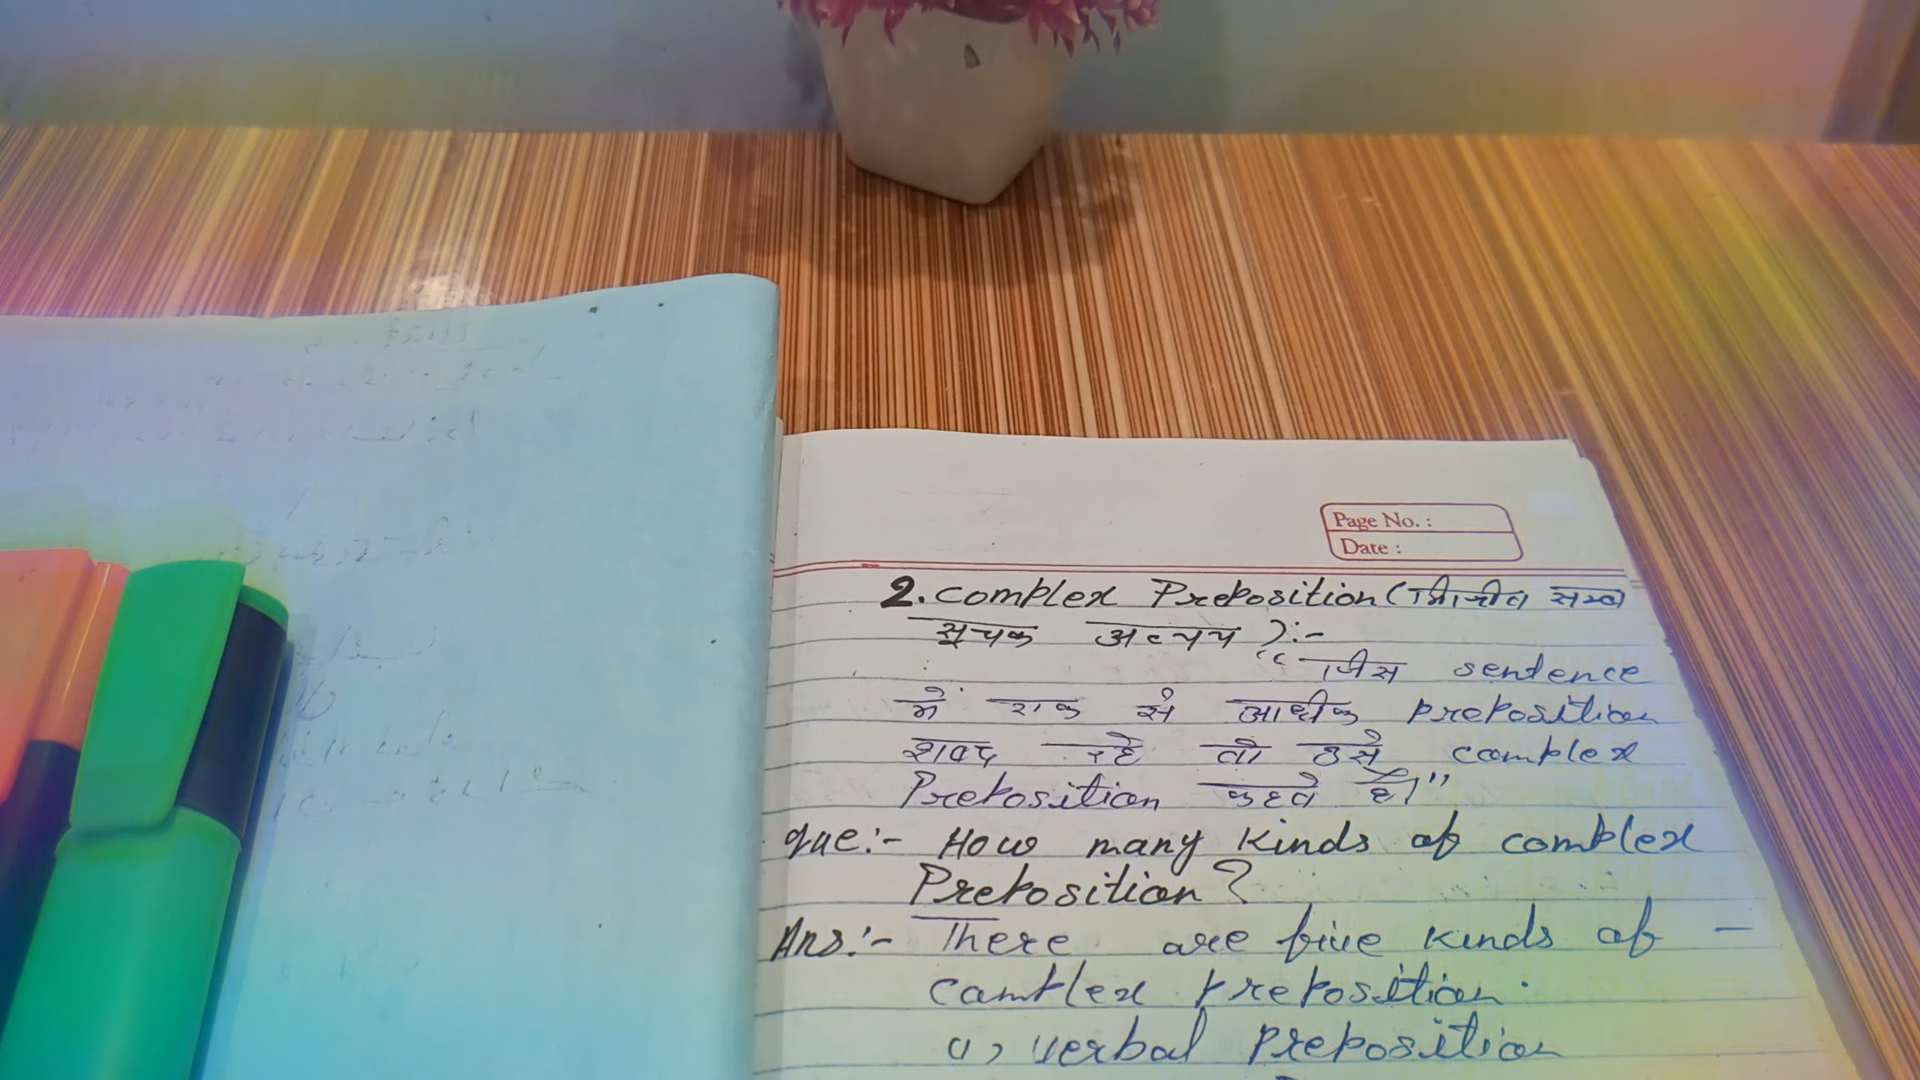 Page No. :
Date :
2. Complex Preposition (मिश्रीत सम्ब
सूचक अव्यय ):-
“जिस sentence
में एक से अधीक preposition
शब्द रहे तो उसे complex
Preposition कहते है।”
Que:- How many kinds of complex
Preposition?
Ans:- There are five kinds of -
complex preposition.
(1) verbal preposition